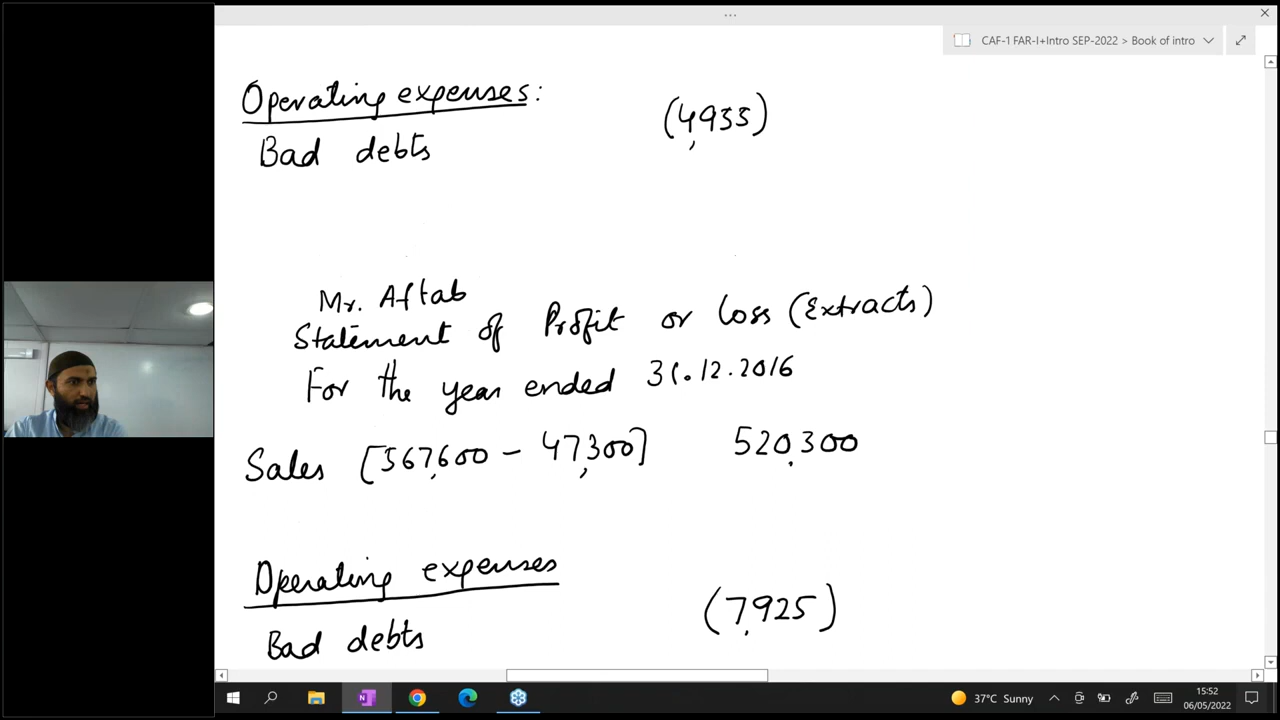 CAF-1 FAR-I+Intro SEP-2022 > Book of intro
Operating expenses:
Bad debts (4,935)
Mr. Aftab
Statement of Profit or loss (Extracts)
For the year ended 31.12.2016
Sales [567,600 - 47,300] 520,300
Operating expenses
Bad debts (7,925)
37°C Sunny
15:52
06/05/2022